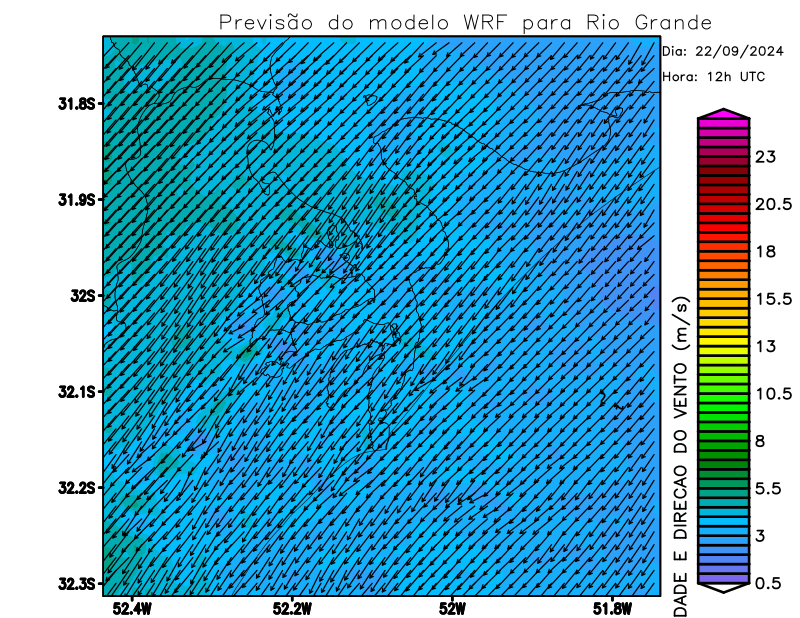 Previsão do modelo WRF para Rio Grande
Dia: 22/09/2024
Hora: 12h UTC
31.8S
31.9S
32S
32.1S
32.2S
32.3S
52.4W
52.2W
52W
51.8W
23
20.5
18
15.5
13
10.5
8
5.5
3
0.5
DADE E DIRECAO DO VENTO (m/s)